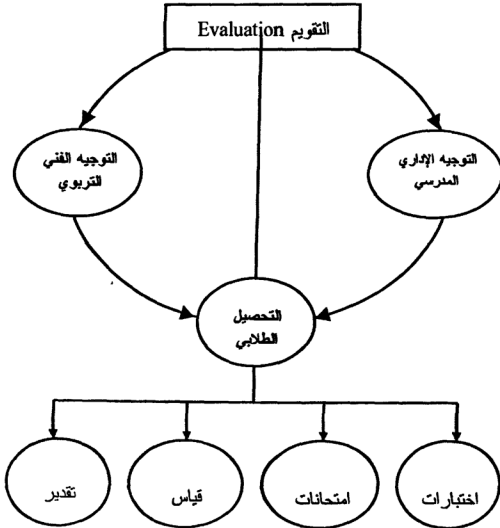 التقويم Evaluation
التوجيه الإداري
المدرسي
التوجيه الفني
التربوي
التحصيل
الطلابي
اختبارات
امتحانات
قياس
تقدير